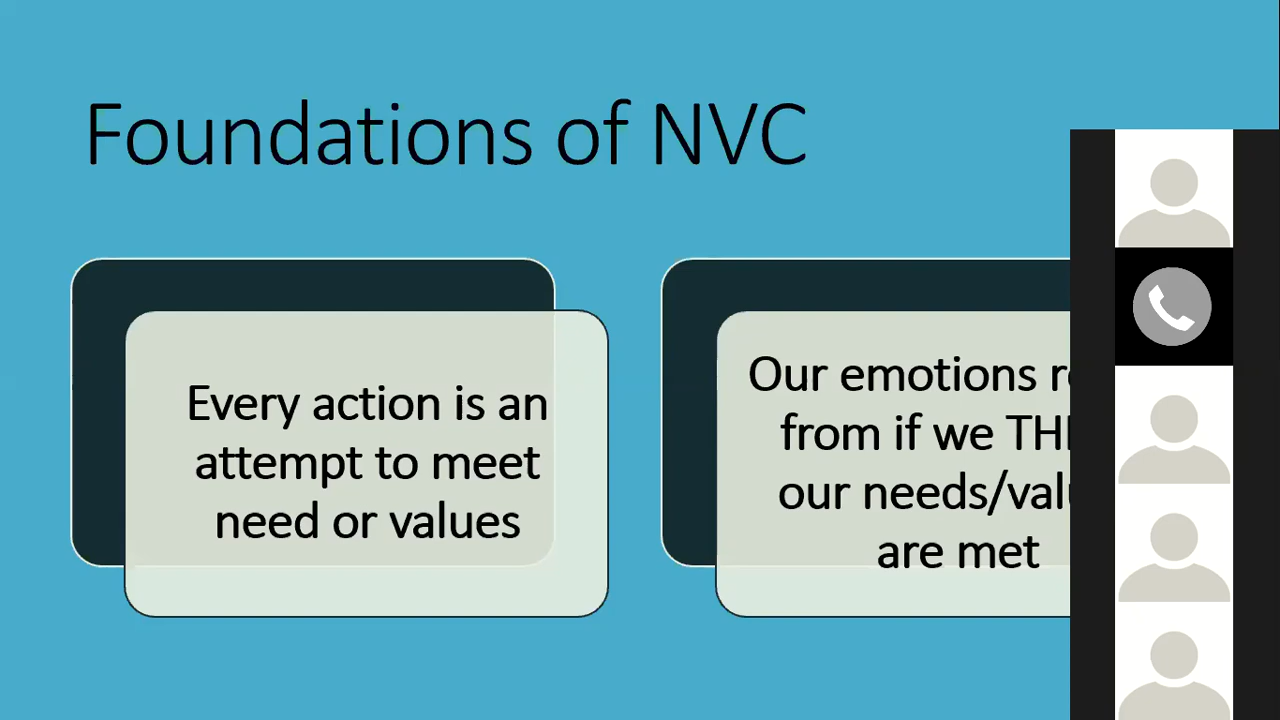 Foundations of NVC
Every action is an
attempt to meet
need or values
Our emotions
from if we
our
are met